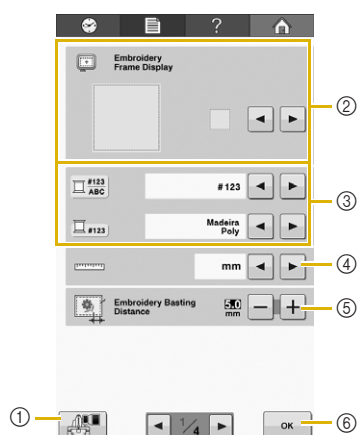 ?
Embroidery
Frame Display
②
#123
ABC
#123
③
#123
Madeira
Poly
mm
④
Embroidery Basting
Distance
5.0
mm
− +
⑤
①
1/4
OK
⑥